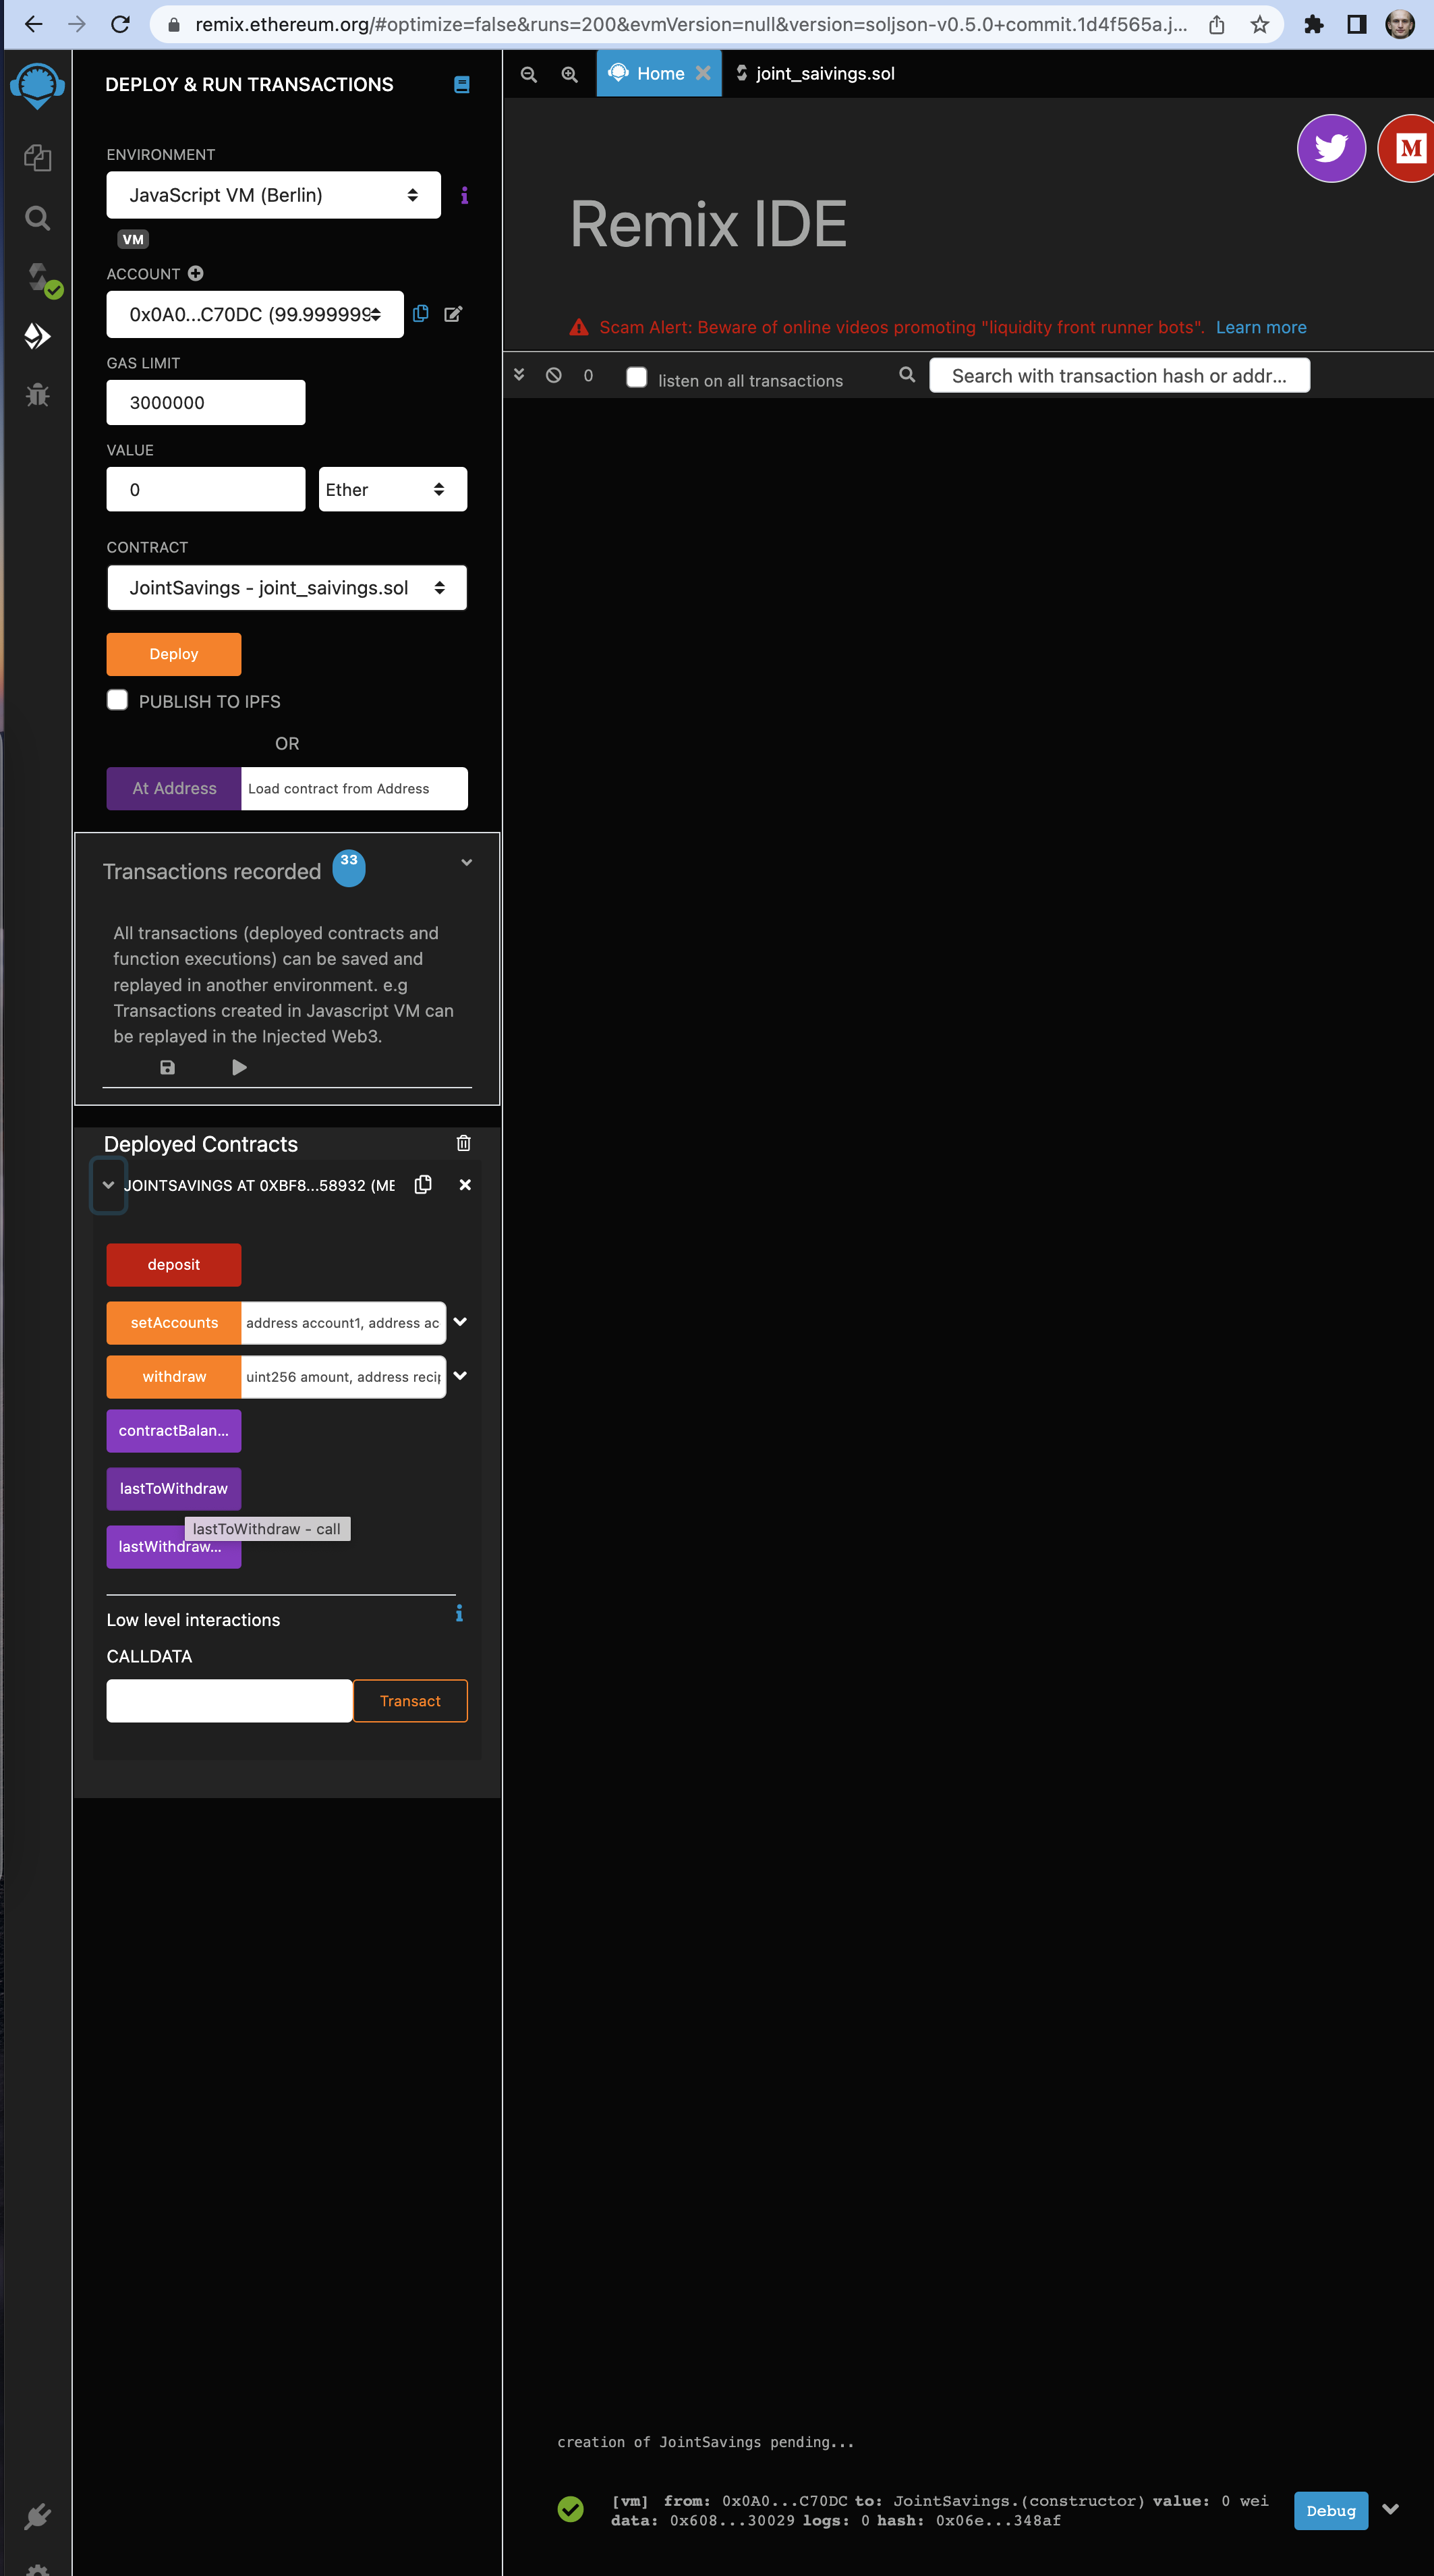 remix.ethereum.org/#optimize=false&runs=200&evmVersion=null&version=soljson-v0.5.0+commit.1d4f565a.j...
DEPLOY & RUN TRANSACTIONS
ENVIRONMENT
JavaScript VM (Berlin)
VM
ACCOUNT
0x0A0...C70DC (99.999999
GAS LIMIT
3000000
VALUE
0
Ether
CONTRACT
JointSavings - joint_saivings.sol
Deploy
PUBLISH TO IPFS
OR
At Address
Load contract from Address
Transactions recorded 33
All transactions (deployed contracts and
function executions) can be saved and
replayed in another environment. e.g
Transactions created in Javascript VM can
be replayed in the Injected Web3.
Deployed Contracts
JOINTSAVINGS AT 0XBF8...58932 (ME
deposit
setAccounts
address account1, address ac
withdraw
uint256 amount, address recip
contractBalan...
lastToWithdraw
lastToWithdraw - call
lastWithdraw...
Low level interactions
CALLDATA
Transact
Home
joint_saivings.sol
M
Remix IDE
Scam Alert: Beware of online videos promoting "liquidity front runner bots". Learn more
0
listen on all transactions
Search with transaction hash or addr...
creation of JointSavings pending...
[vm] from: 0x0A0...C70DC to: JointSavings.(constructor) value: 0 wei
data: 0x608...30029 logs: 0 hash: 0x06e...348af
Debug